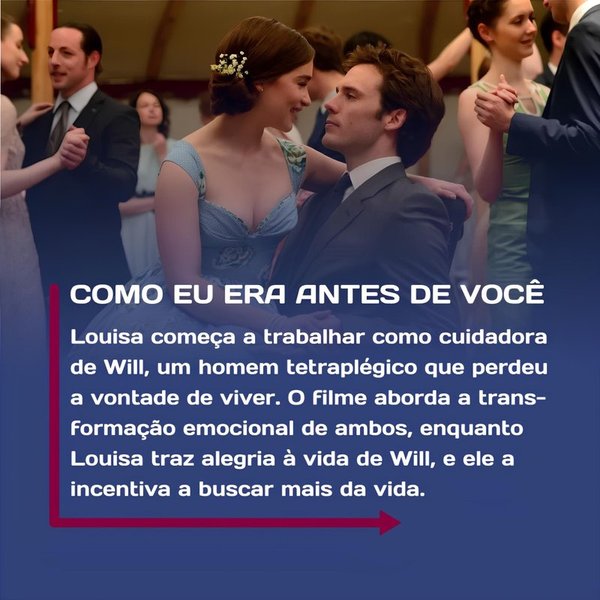 COMO EU ERA ANTES DE VOCÊ
Louisa começa a trabalhar como cuidadora
de Will, um homem tetraplégico que perdeu
a vontade de viver. O filme aborda a trans-
formação emocional de ambos, enquanto
Louisa traz alegria à vida de Will, e ele a
incentiva a buscar mais da vida.